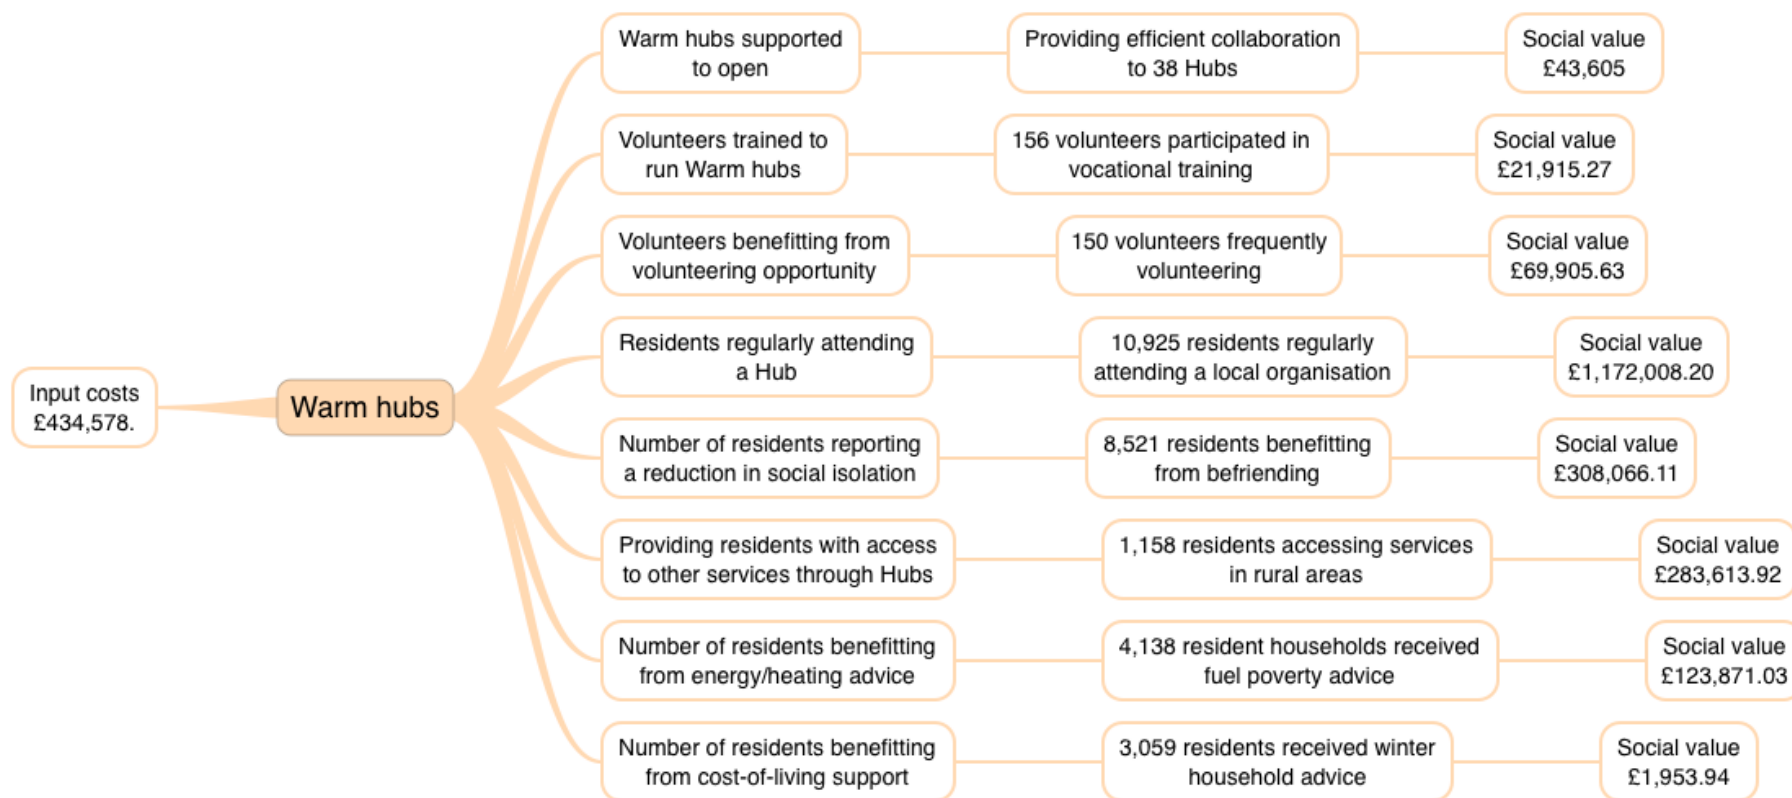 Warm hubs supported
to open
Providing efficient collaboration
to 38 Hubs
Social value
£43,605
Volunteers trained to
run Warm hubs
156 volunteers participated in
vocational training
Social value
£21,915.27
Volunteers benefitting from
volunteering opportunity
150 volunteers frequently
volunteering
Social value
£69,905.63
Residents regularly attending
a Hub
10,925 residents regularly
attending a local organisation
Social value
£1,172,008.20
Input costs
£434,578.
Warm hubs
Number of residents reporting
a reduction in social isolation
8,521 residents benefitting
from befriending
Social value
£308,066.11
Providing residents with access
to other services through Hubs
1,158 residents accessing services
in rural areas
Social value
£283,613.92
Number of residents benefitting
from energy/heating advice
4,138 resident households received
fuel poverty advice
Social value
£123,871.03
Number of residents benefitting
from cost-of-living support
3,059 residents received winter
household advice
Social value
£1,953.94